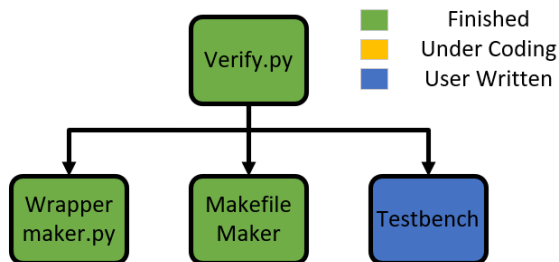 Verify.py
Finished
Under Coding
User Written
Wrapper
maker.py
Makefile
Maker
Testbench